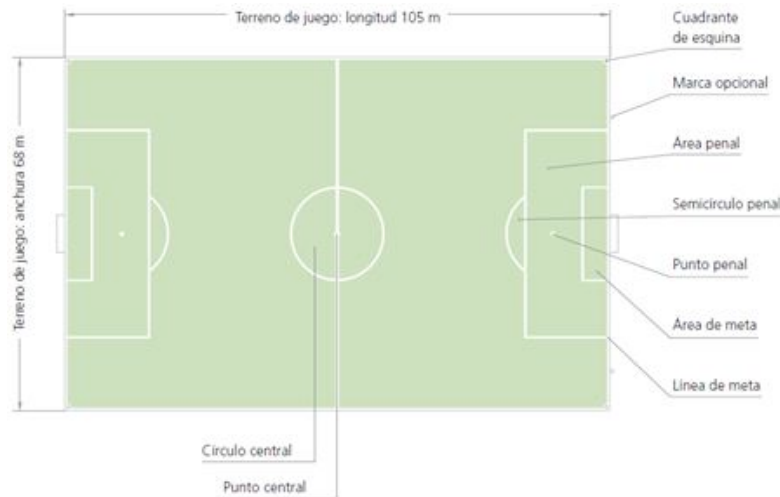 Terreno de juego: longitud 105 m
Terreno de juego: anchura 68 m
Cuadrante
de esquina
Marca opcional
Área penal
Semicírculo penal
Punto penal
Área de meta
Línea de meta
Círculo central
Punto central